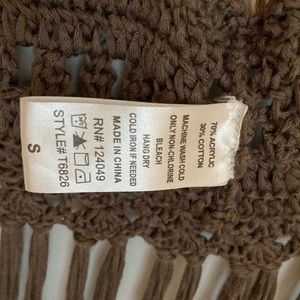 70% ACRYLIC
30% COTTON
MACHINE WASH COLD
ONLY NON-CHLORINE
BLEACH
HANG DRY
COLD IRON IF NEEDED
MADE IN CHINA
RN# 124049
STYLE# T6826
S